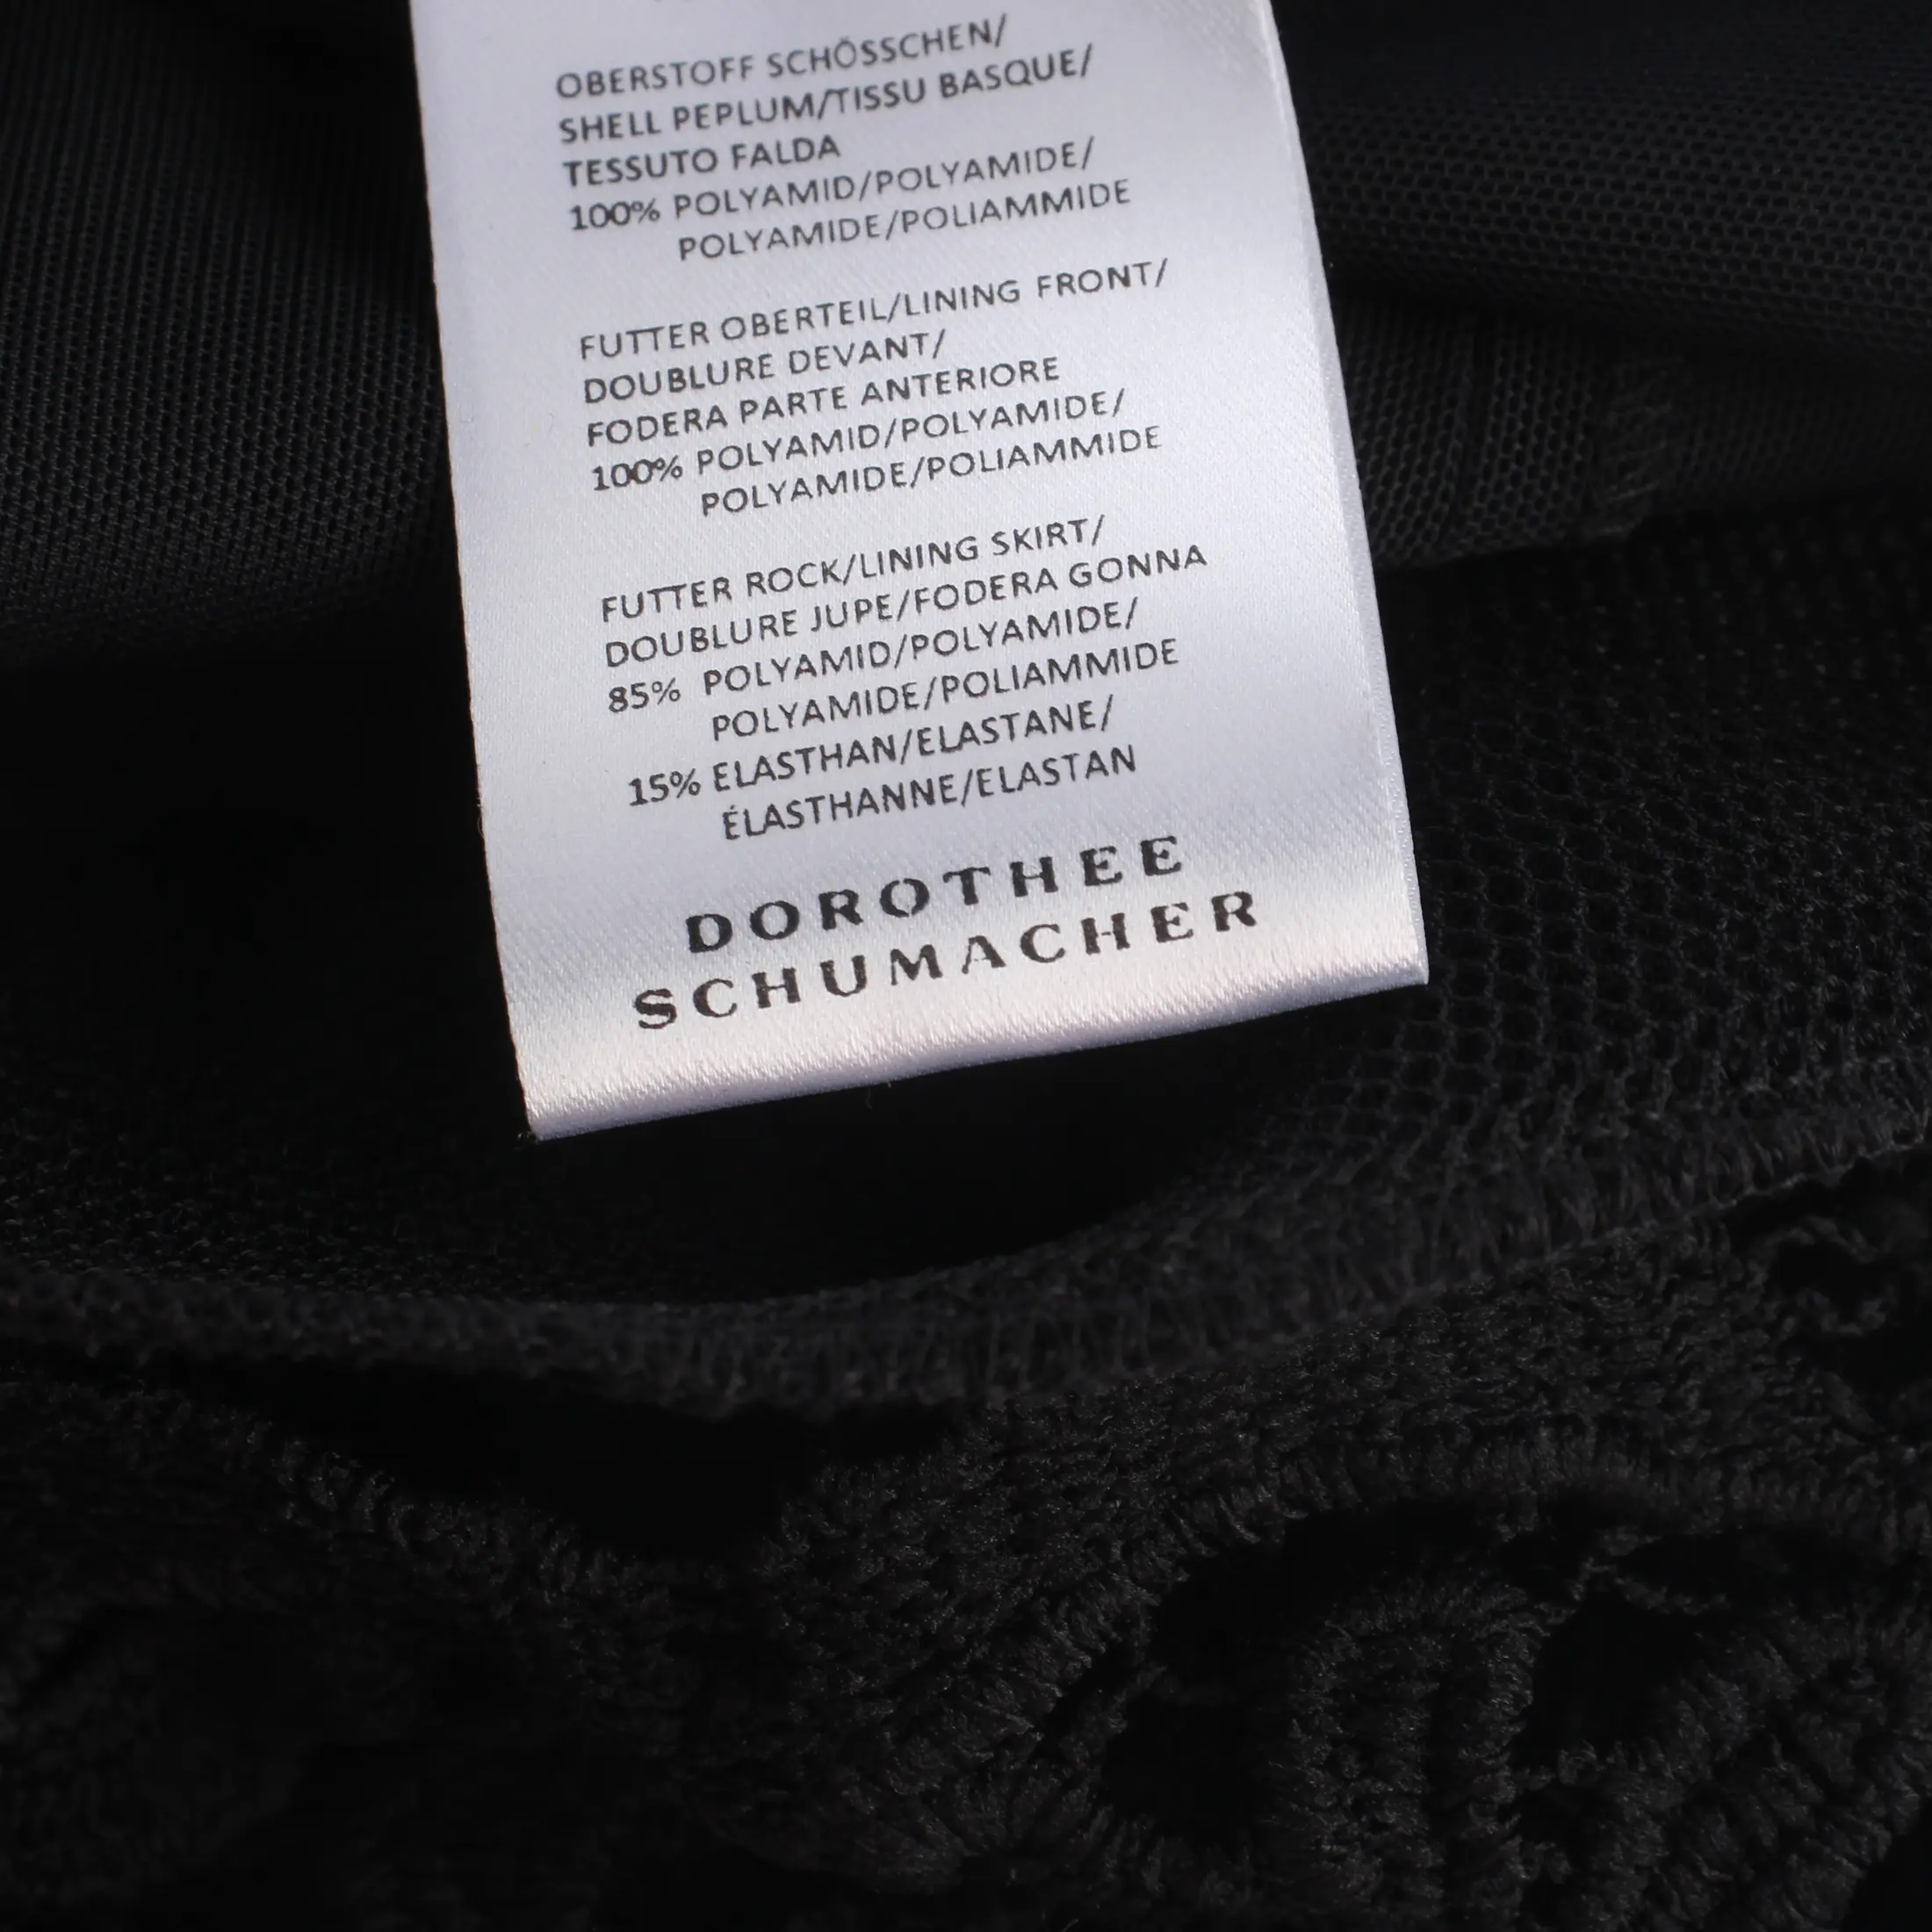 OBERSTOFF SCHÖSSCHEN/
SHELL PEPLUM/TISSU BASQUE/
TESSUTO FALDA
100% POLYAMID/POLYAMIDE/
POLYAMIDE/POLIAMMIDE
FUTTER OBERTEIL/LINING FRONT/
DOUBLURE DEVANT/
FODERA PARTE ANTERIORE
100% POLYAMID/POLYAMIDE/
POLYAMIDE/POLIAMMIDE
FUTTER ROCK/LINING SKIRT/
DOUBLURE JUPE/FODERA GONNA
85% POLYAMID/POLYAMIDE/
POLYAMIDE/POLIAMMIDE
15% ELASTHAN/ELASTANE/
ÉLASTHANNE/ELASTAN
DOROTHEE
SCHUMACHER